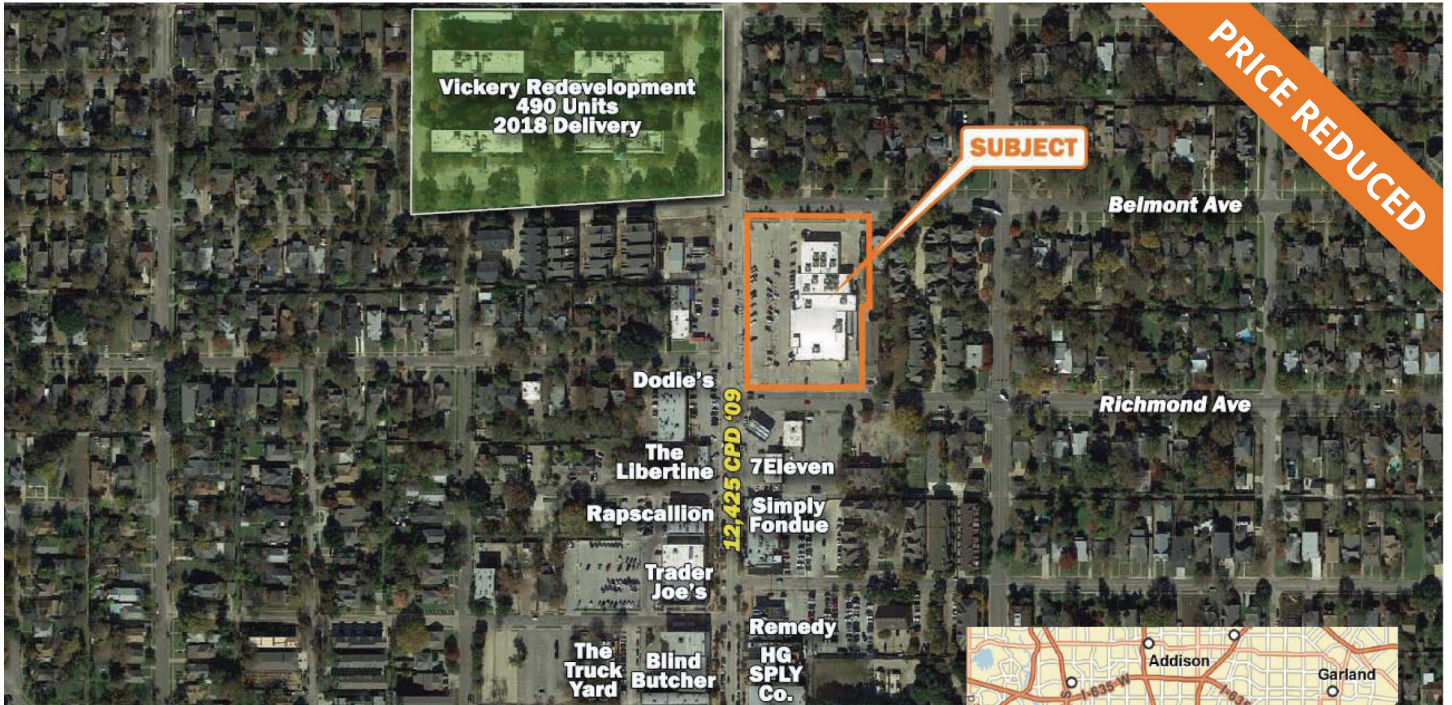 Vickery Redevelopment
490 Units
2018 Delivery
PRICE REDUCED
SUBJECT
Belmont Ave
Dodie's
12,425 CPD '09
Richmond Ave
The
Libertine
7Eleven
Rapscallion
Simply
Fondue
Trader
Joe's
Remedy
The
Truck
Yard
Blind
Butcher
HG
SPLY
Co.
Addison
Garland
I-635-W